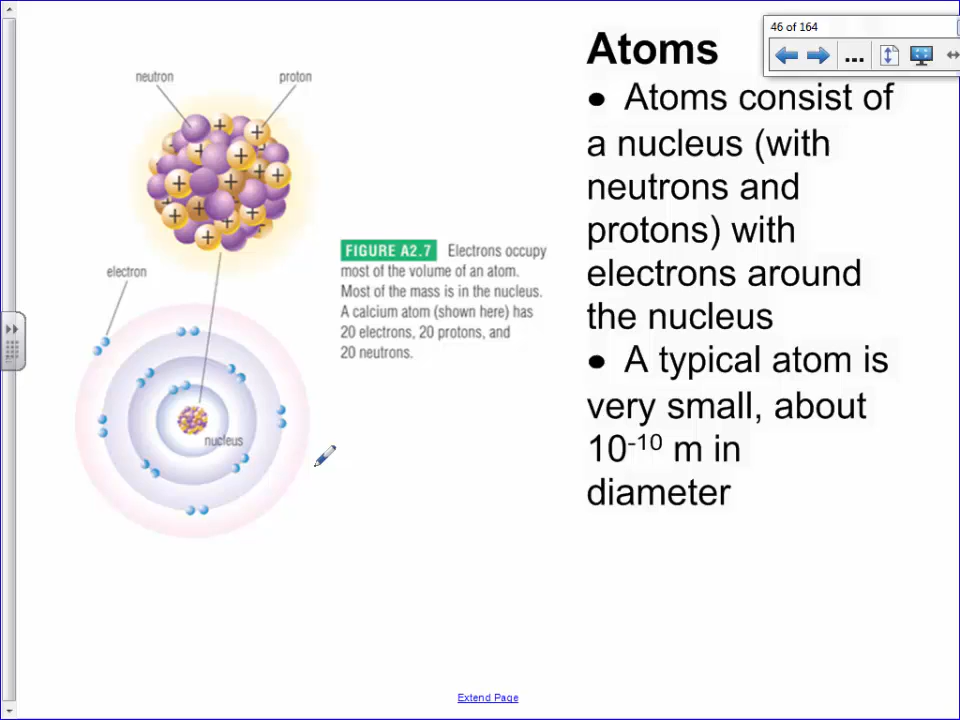 46 of 164
Atoms
• Atoms consist of
a nucleus (with
neutrons and
protons) with
electrons around
the nucleus
• A typical atom is
very small, about
10⁻¹⁰ m in
diameter
neutron
proton
+ + + + + + + + + + + + +
FIGURE A2.7 Electrons occupy
most of the volume of an atom.
Most of the mass is in the nucleus.
A calcium atom (shown here) has
20 electrons, 20 protons, and
20 neutrons.
electron
nucleus
Extend Page